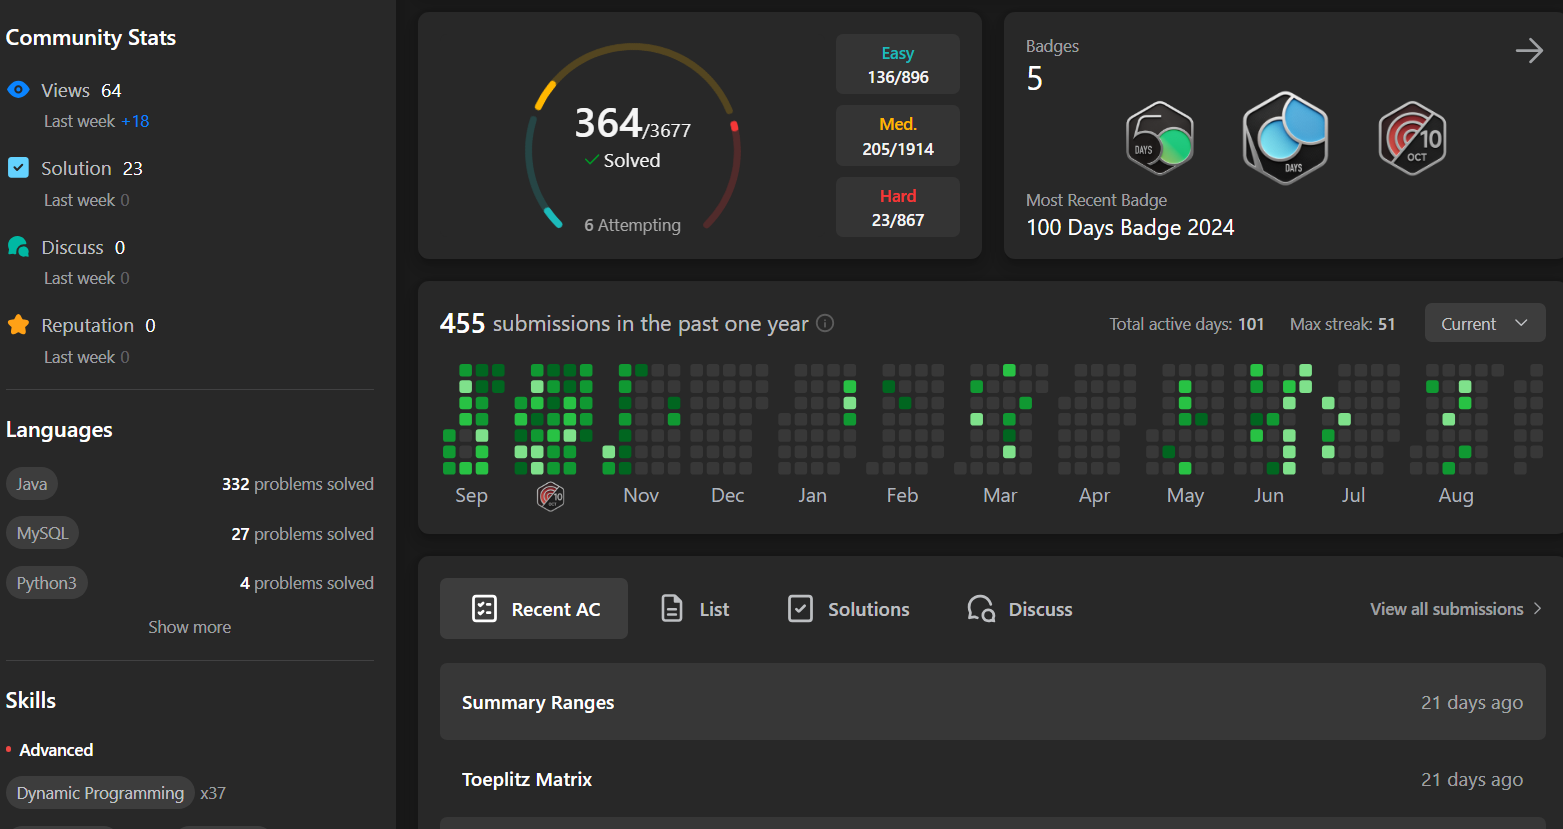 Community Stats
Views 64
Last week +18
Solution 23
Last week 0
Discuss 0
Last week 0
Reputation 0
Last week 0
Languages
Java 332 problems solved
MySQL 27 problems solved
Python3 4 problems solved
Show more
Skills
Advanced
Dynamic Programming x37
364/3677
Solved
6 Attempting
Easy
136/896
Med.
205/1914
Hard
23/867
Badges
5
50 DAYS
DAYS
10 OCT
Most Recent Badge
100 Days Badge 2024
455 submissions in the past one year
Total active days: 101 Max streak: 51 Current
Sep Nov Dec Jan Feb Mar Apr May Jun Jul Aug
Recent AC List Solutions Discuss View all submissions
Summary Ranges 21 days ago
Toeplitz Matrix 21 days ago